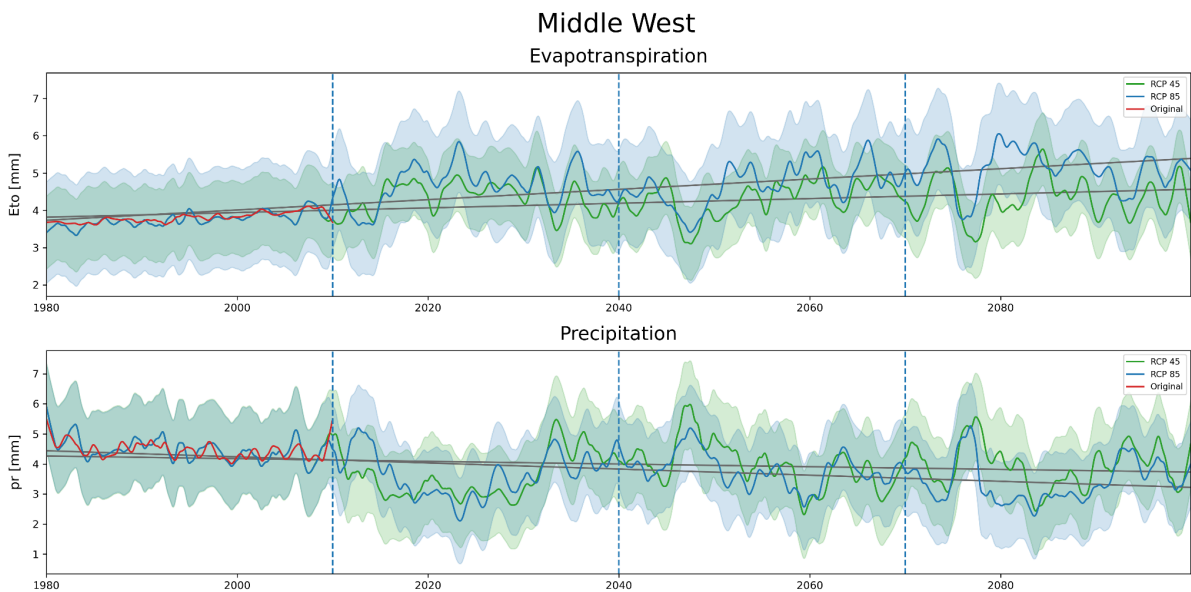 Middle West
Evapotranspiration
Eto [mm]
7
6
5
4
3
2
RCP 45
RCP 85
Original
1980
2000
2020
2040
2060
2080
Precipitation
pr [mm]
7
6
5
4
3
2
1
RCP 45
RCP 85
Original
1980
2000
2020
2040
2060
2080